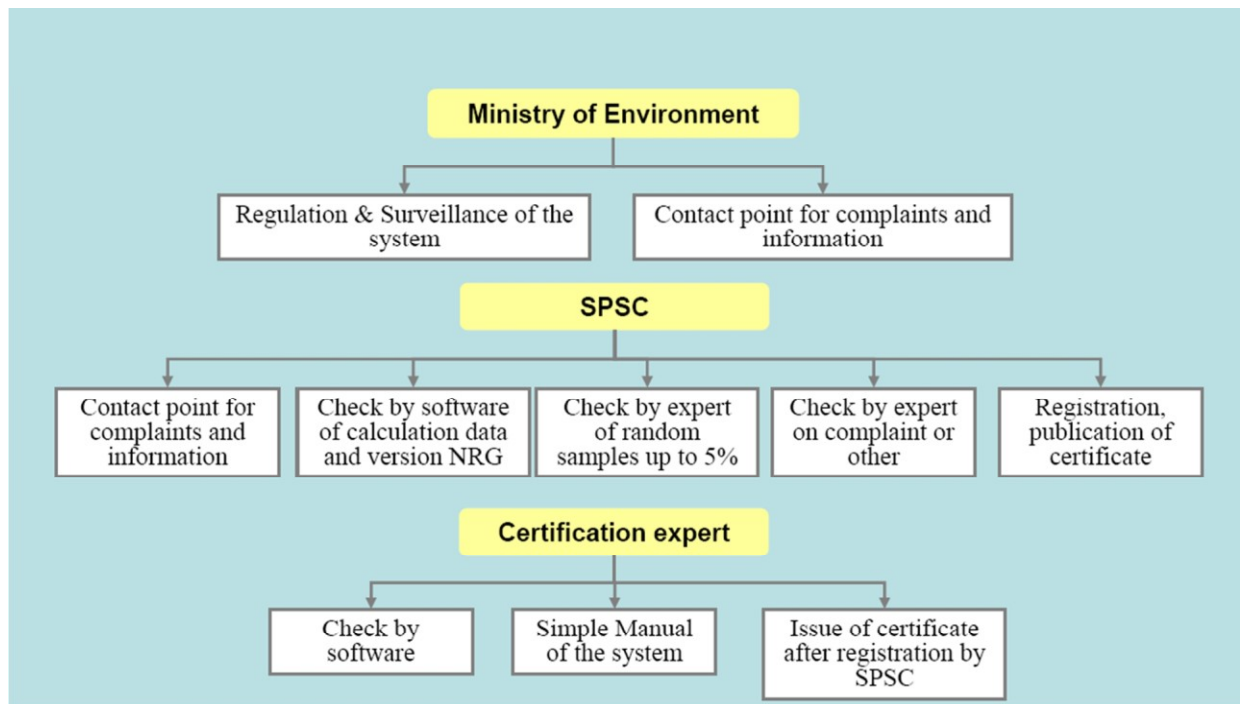 Ministry of Environment
Regulation & Surveillance of the
system
Contact point for complaints and
information
SPSC
Contact point for
complaints and
information
Check by software
of calculation data
and version NRG
Check by expert
of random
samples up to 5%
Check by expert
on complaint or
other
Registration,
publication of
certificate
Certification expert
Check by
software
Simple Manual
of the system
Issue of certificate
after registration by
SPSC